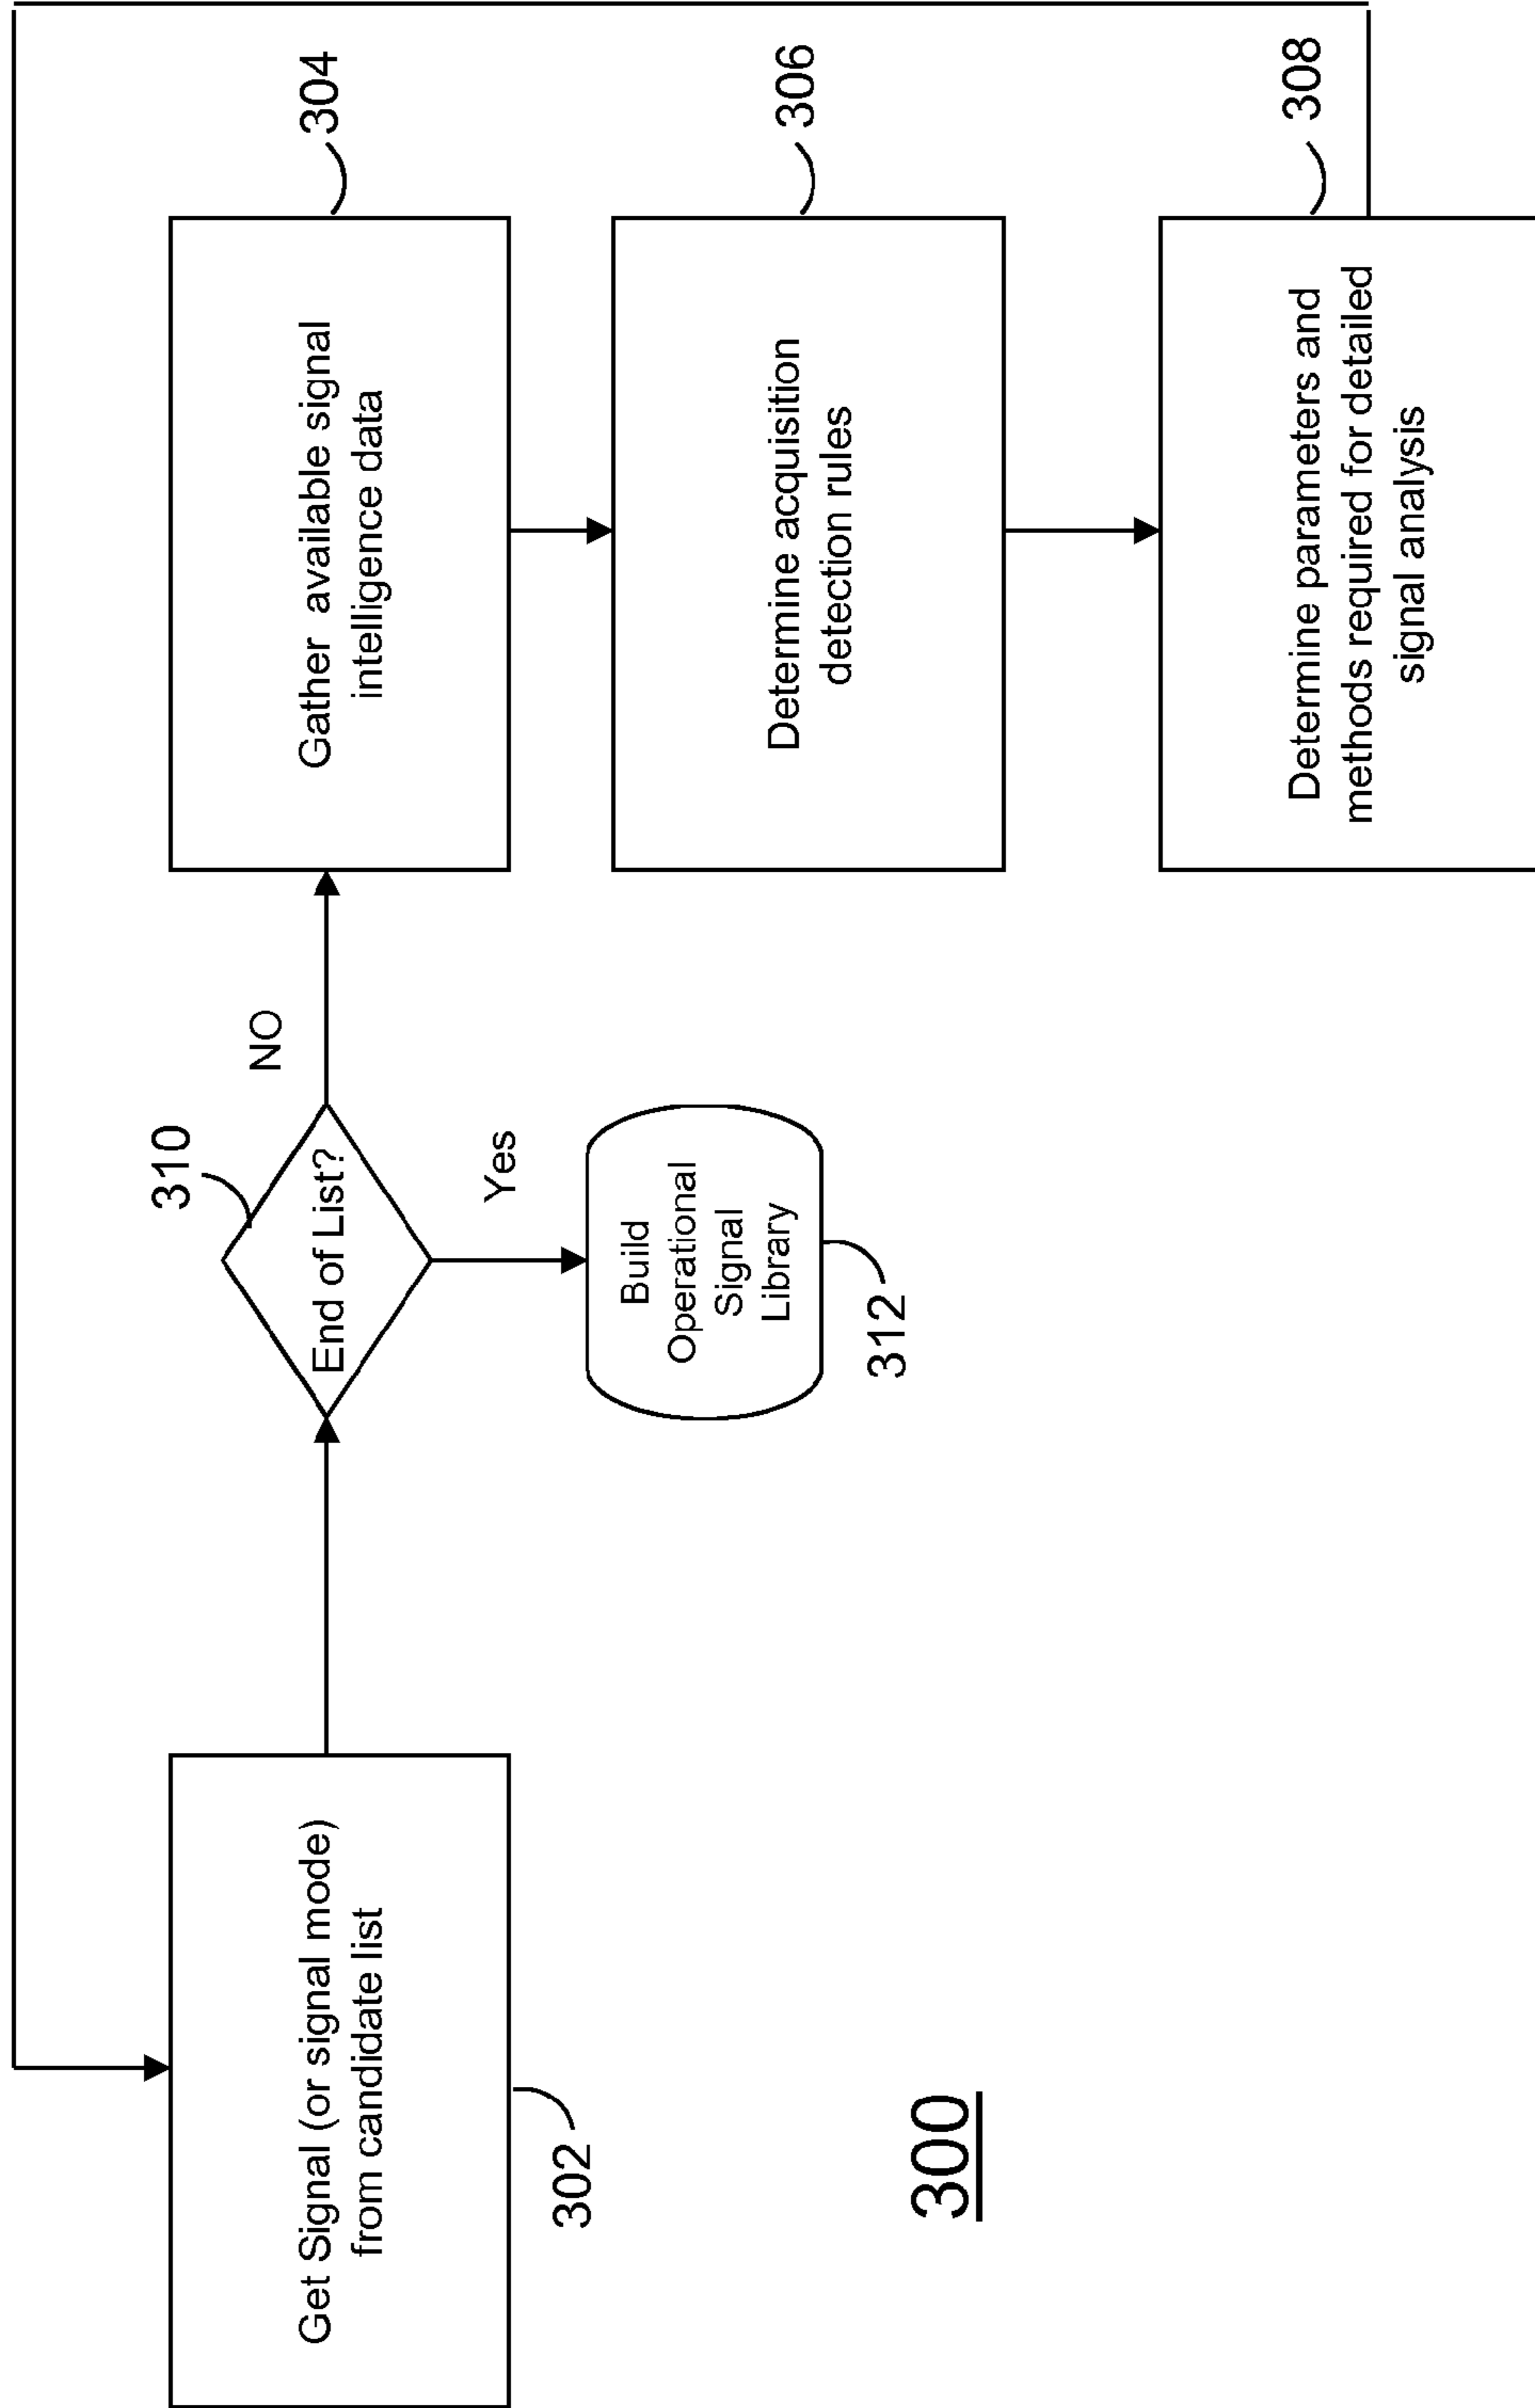 Get Signal (or signal mode)
from candidate list
302
310
End of List?
NO
Yes
Build
Operational
Signal
Library
312
Gather available signal
intelligence data
304
Determine acquisition
detection rules
306
Determine parameters and
methods required for detailed
signal analysis
308
300